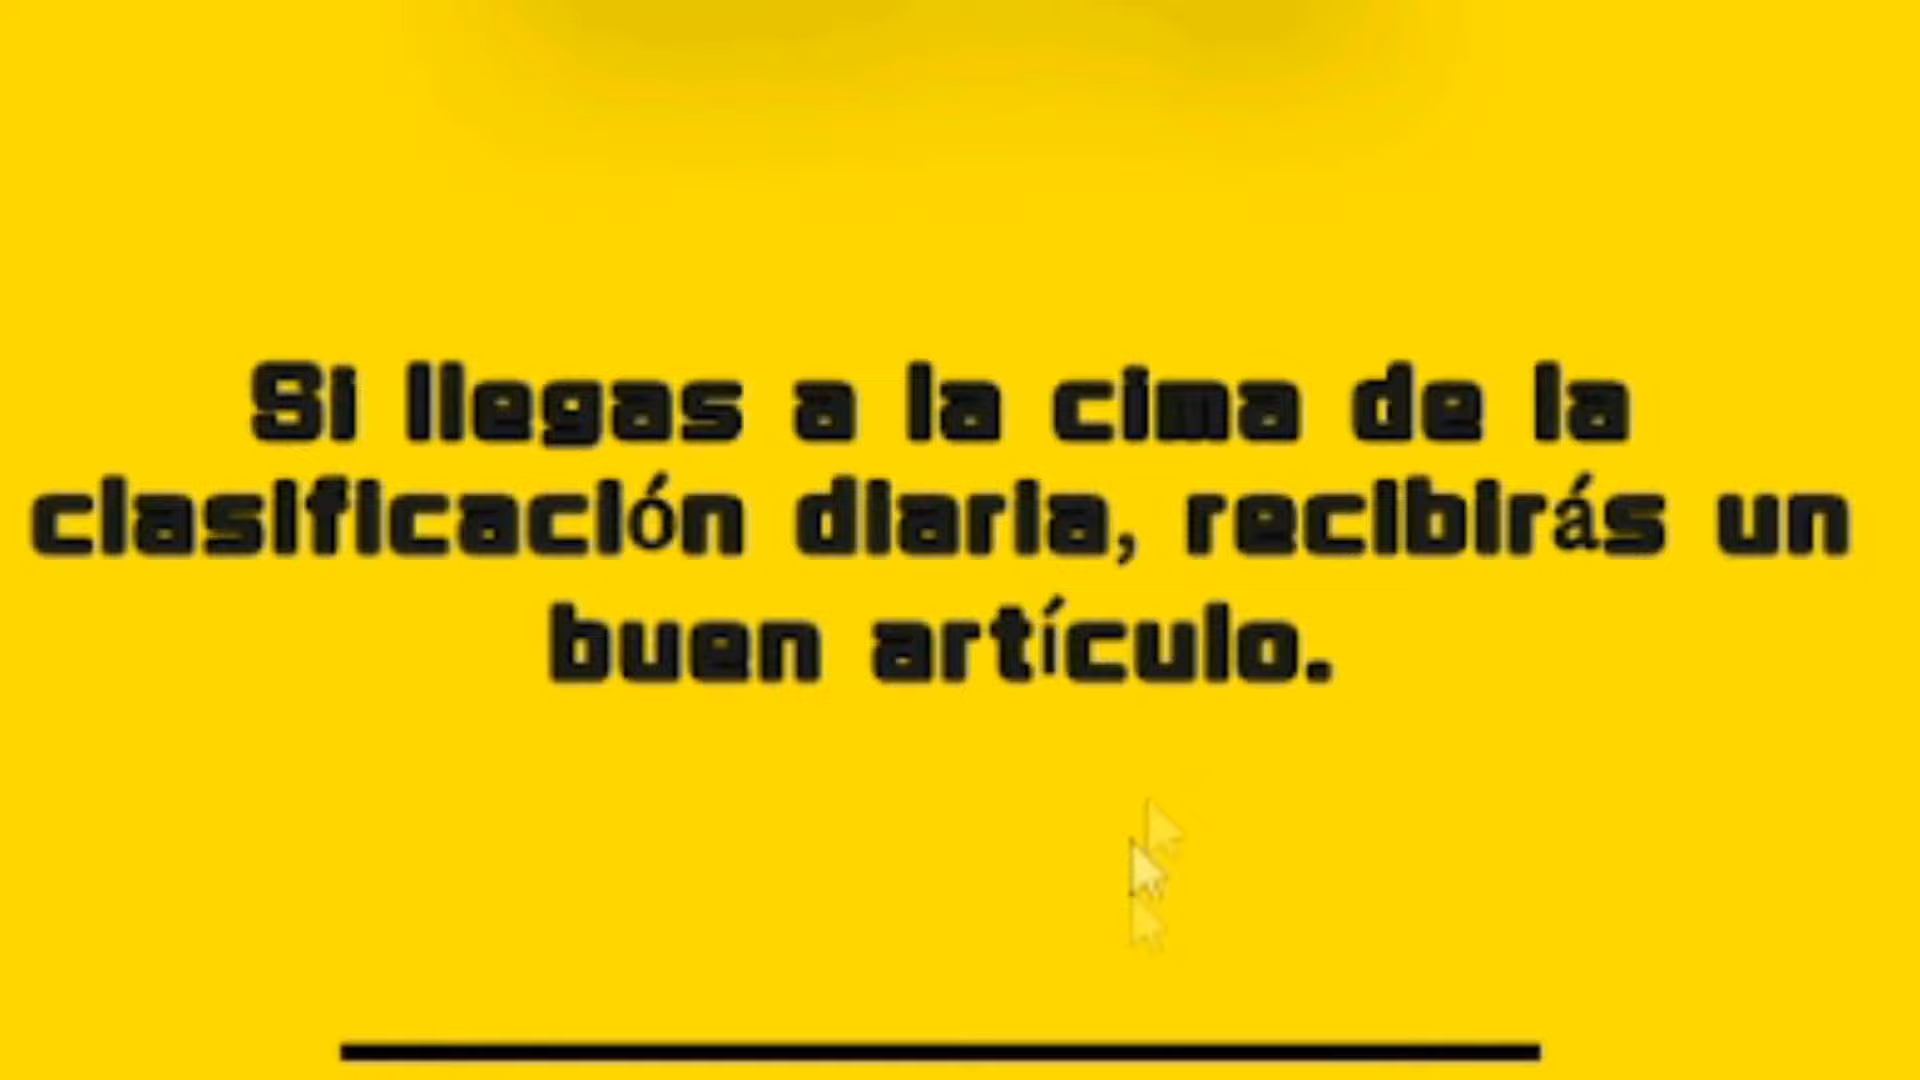 Si llegas a la cima de la
clasificación diaria, recibirás un
buen artículo.